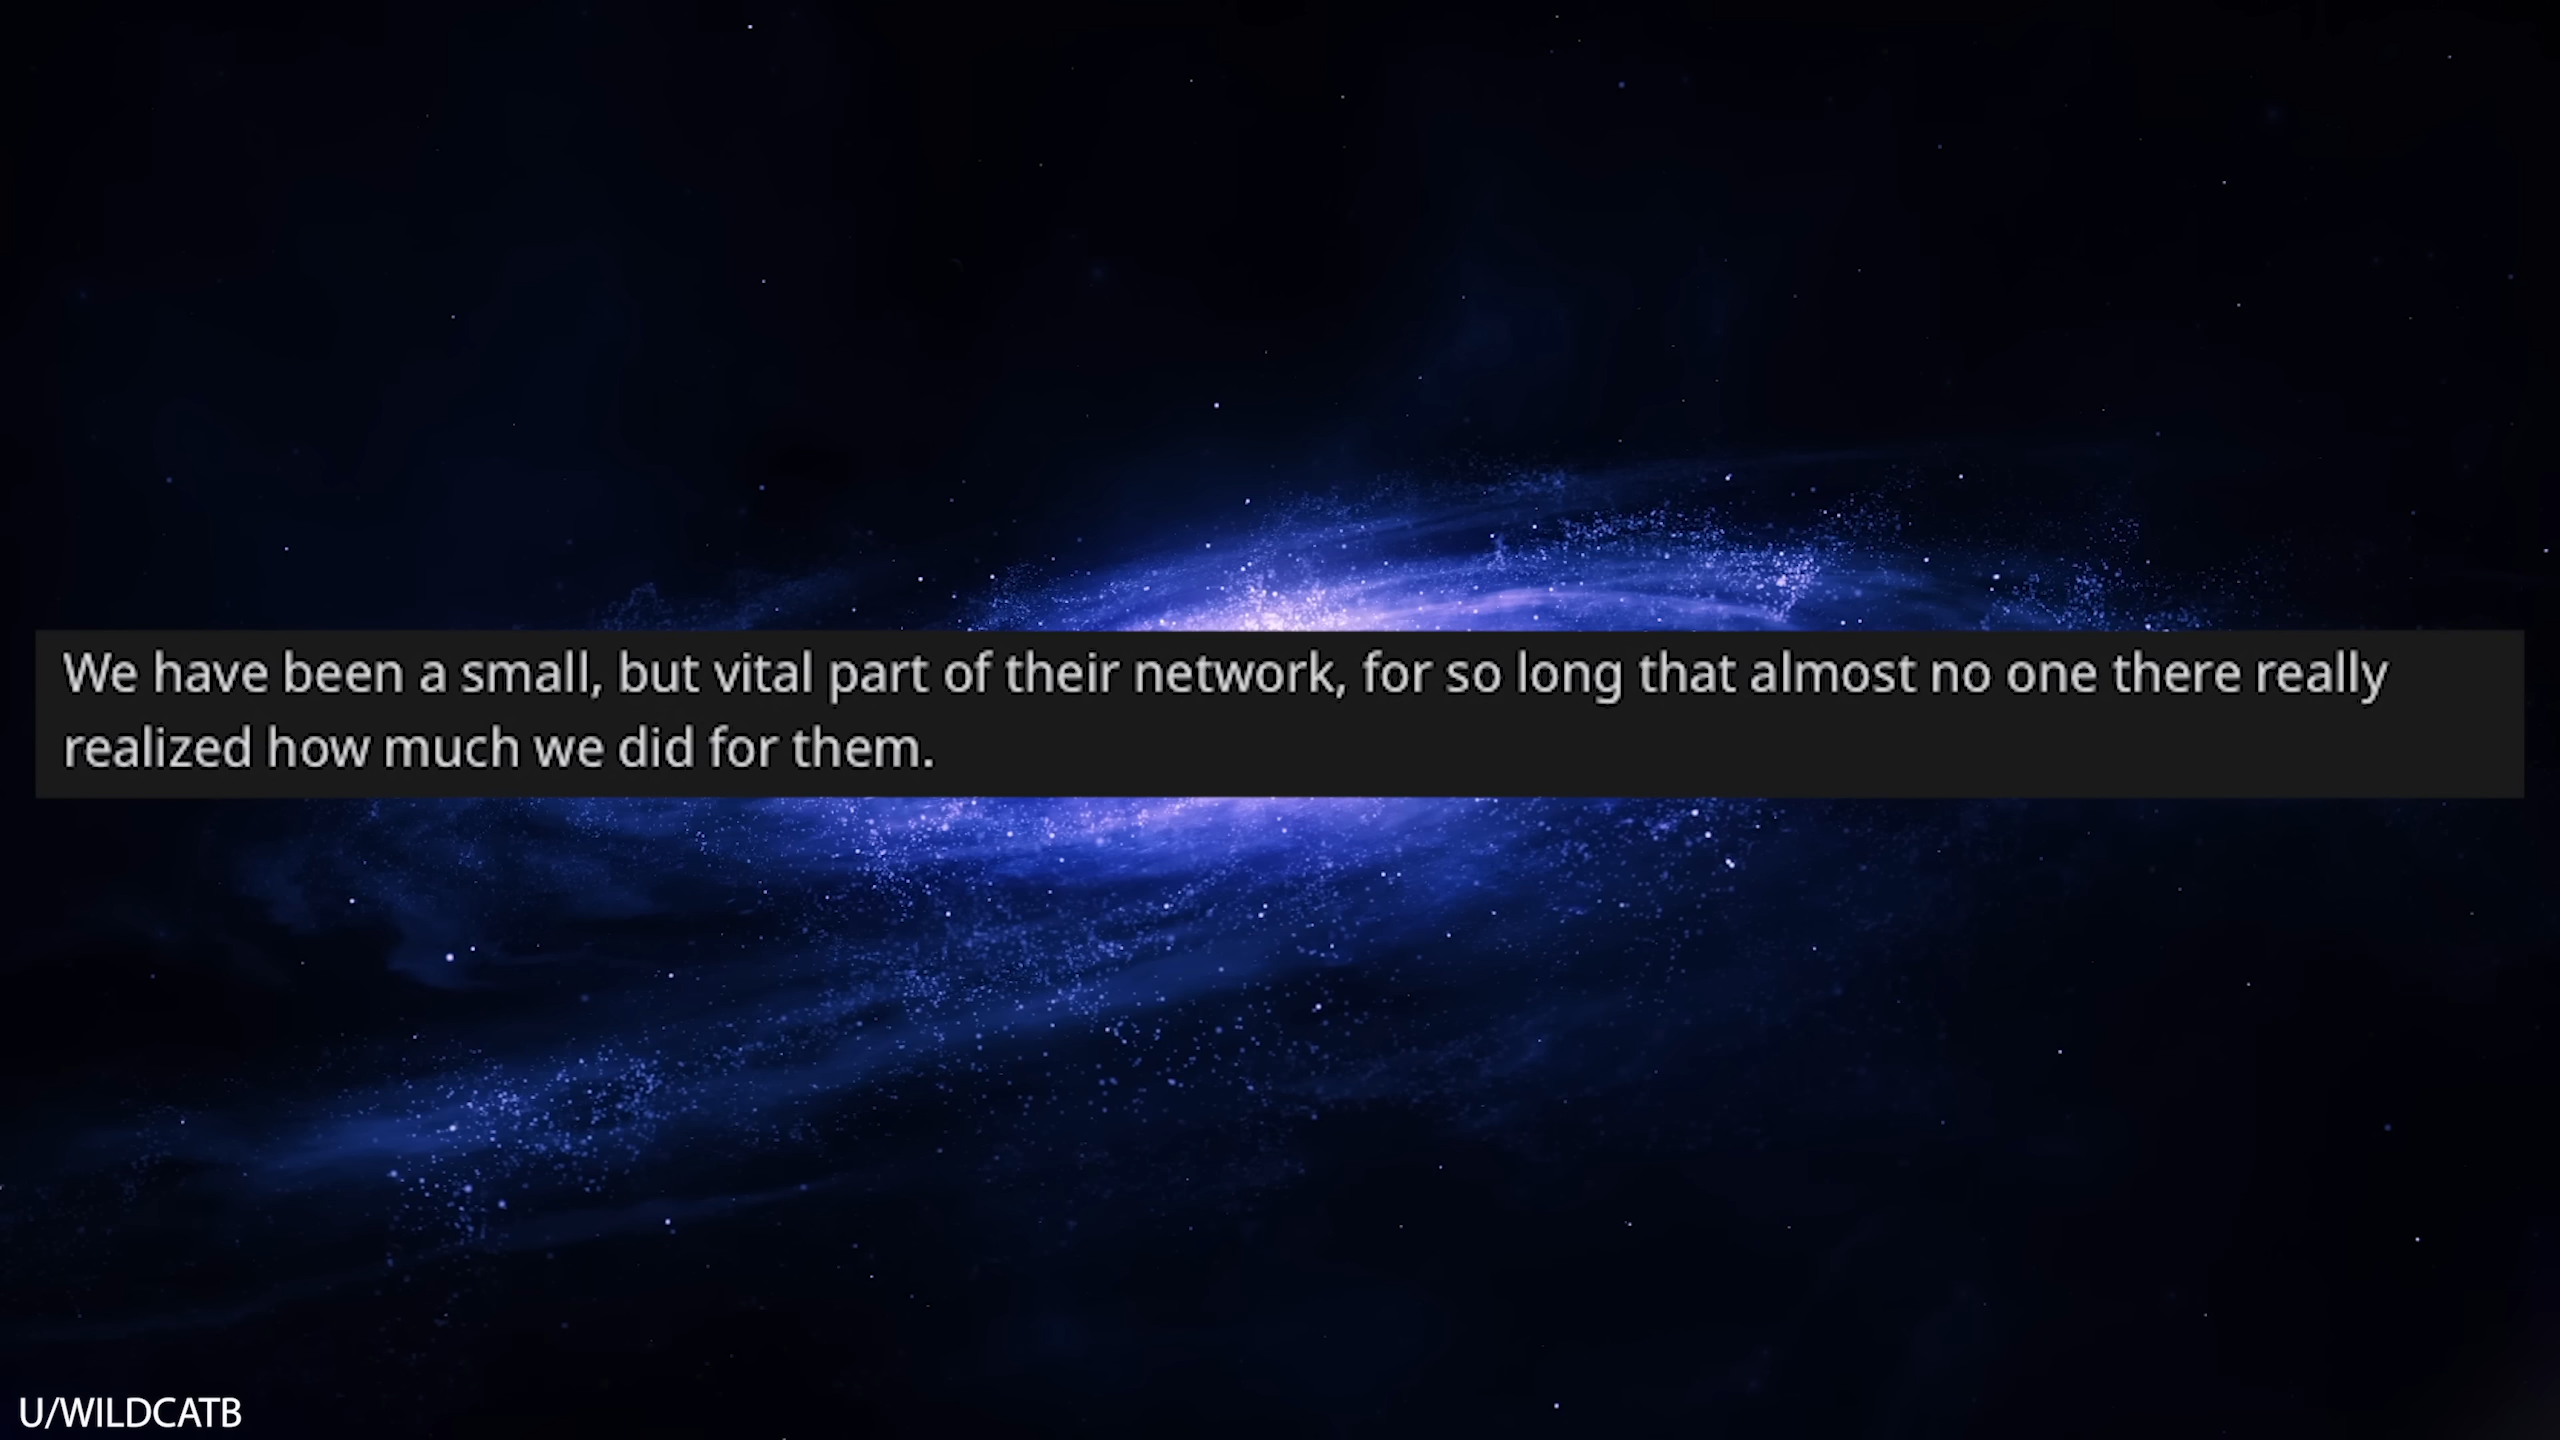 We have been a small, but vital part of their network, for so long that almost no one there really
realized how much we did for them.
U/WILDCATB